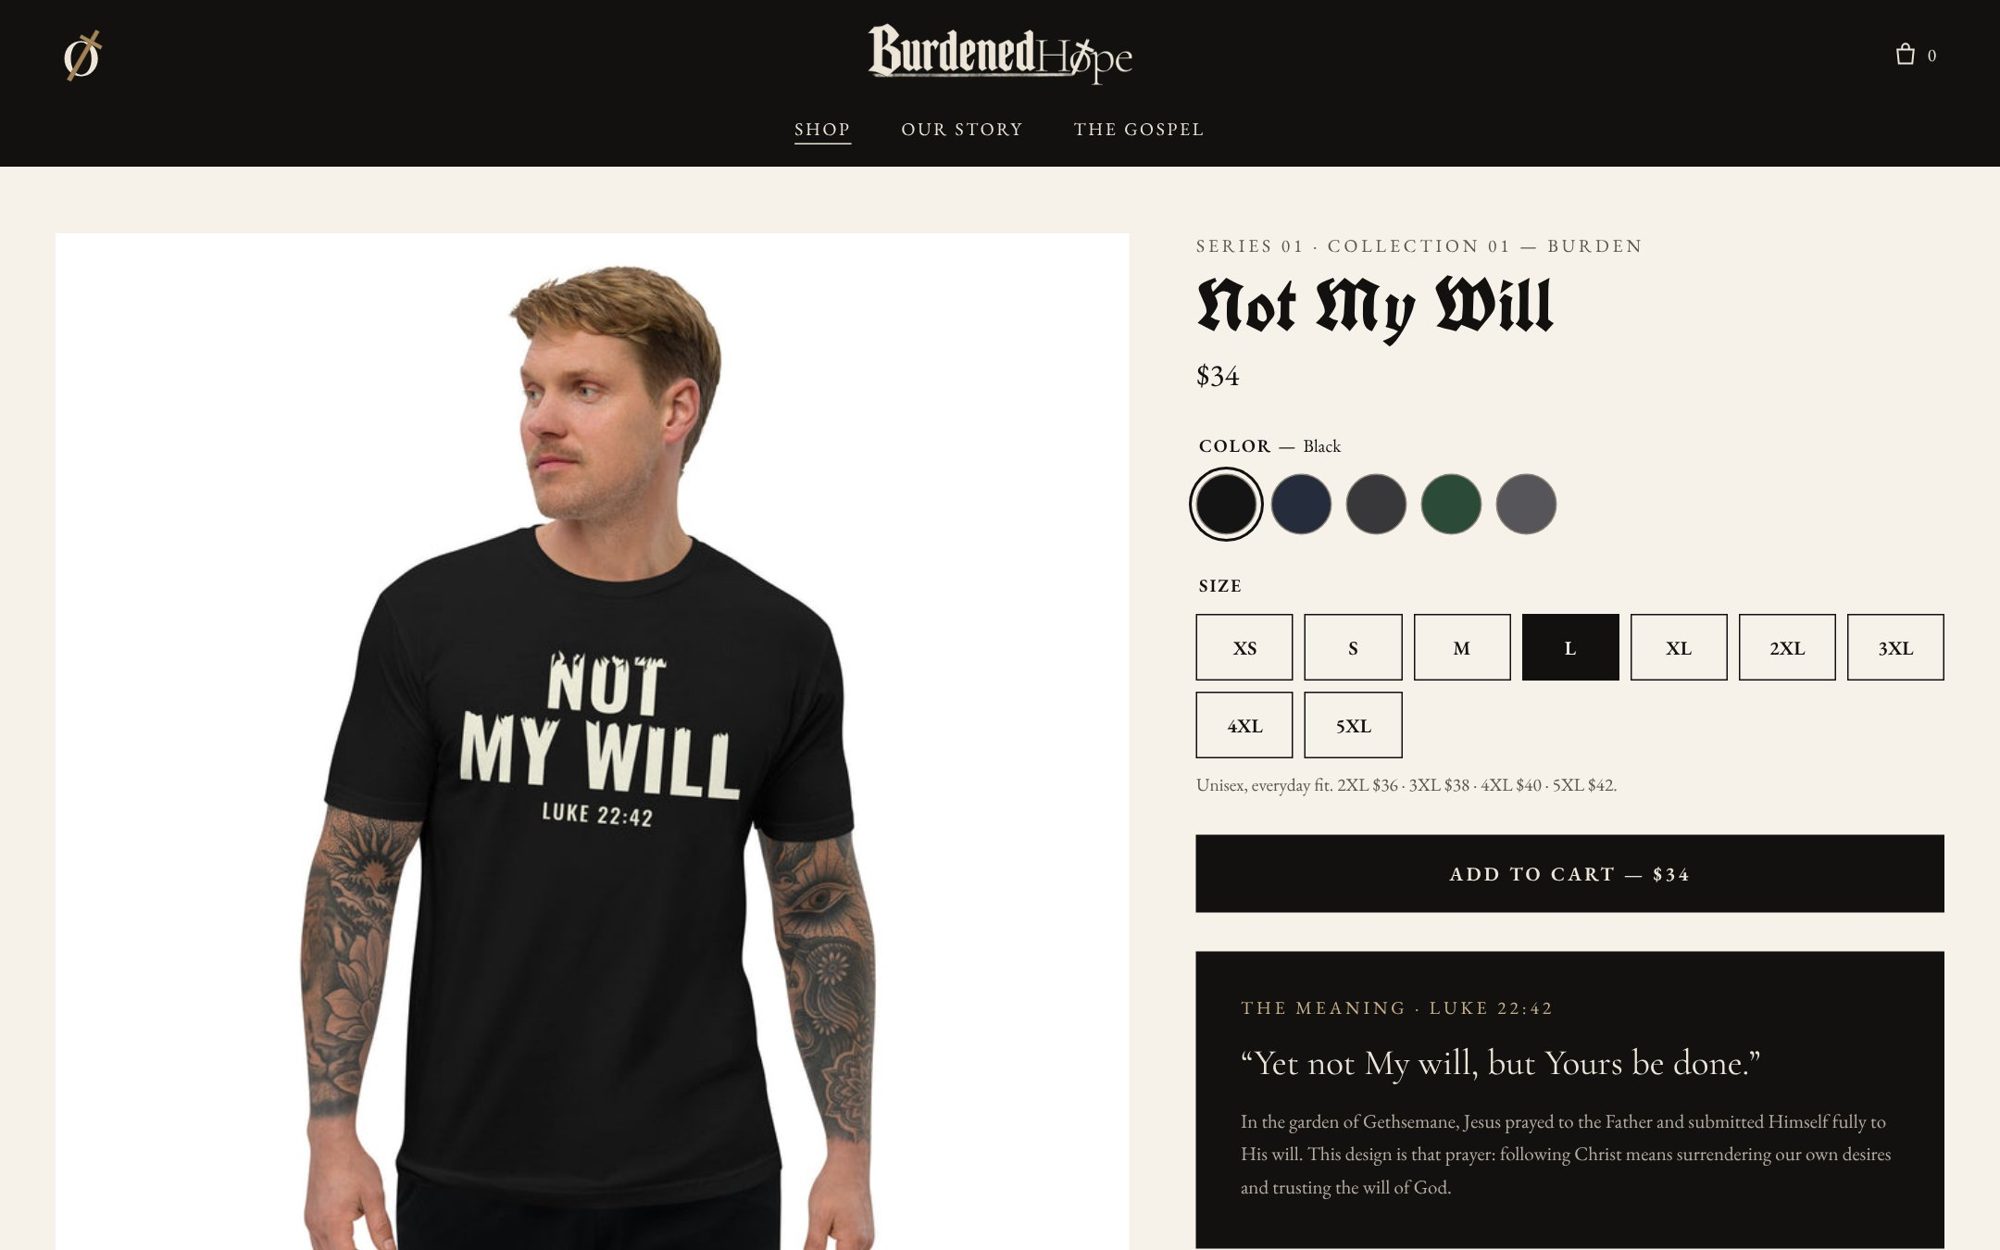 BurdenedHope
0
SHOP OUR STORY THE GOSPEL
SERIES 01 · COLLECTION 01 — BURDEN
Not My Will
$34
COLOR — Black
SIZE
XS S M L XL 2XL 3XL
4XL 5XL
Unisex, everyday fit. 2XL $36 · 3XL $38 · 4XL $40 · 5XL $42.
ADD TO CART — $34
THE MEANING · LUKE 22:42
“Yet not My will, but Yours be done.”
In the garden of Gethsemane, Jesus prayed to the Father and submitted Himself fully to
His will. This design is that prayer: following Christ means surrendering our own desires
and trusting the will of God.
NOT
MY WILL
LUKE 22:42